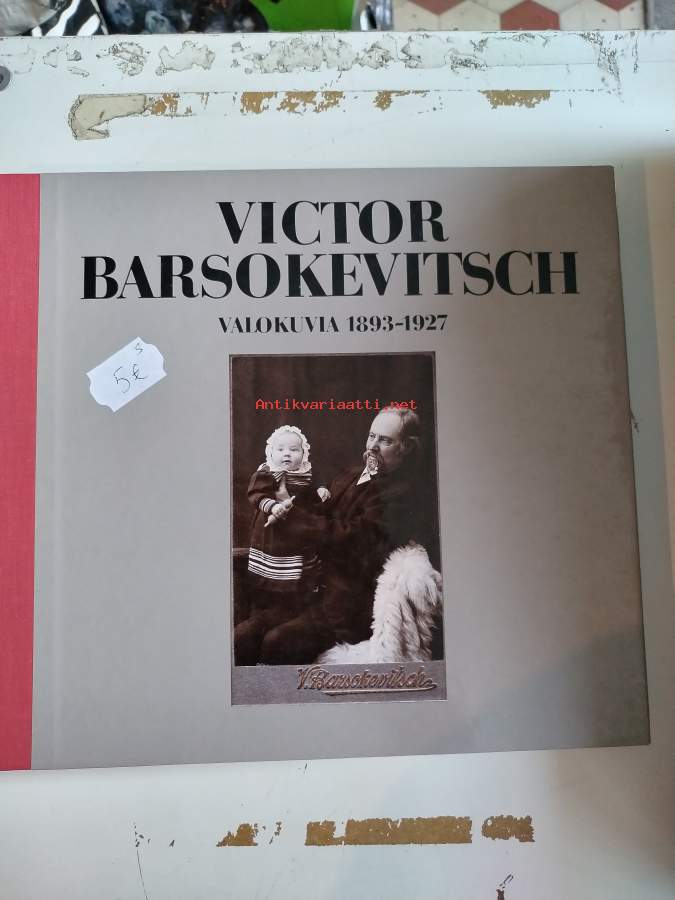 VICTOR
BARSOKEVITSCH
VALOKUVIA 1893-1927
5€
s
Antikvariaatti.net
V. Barsokevitsch